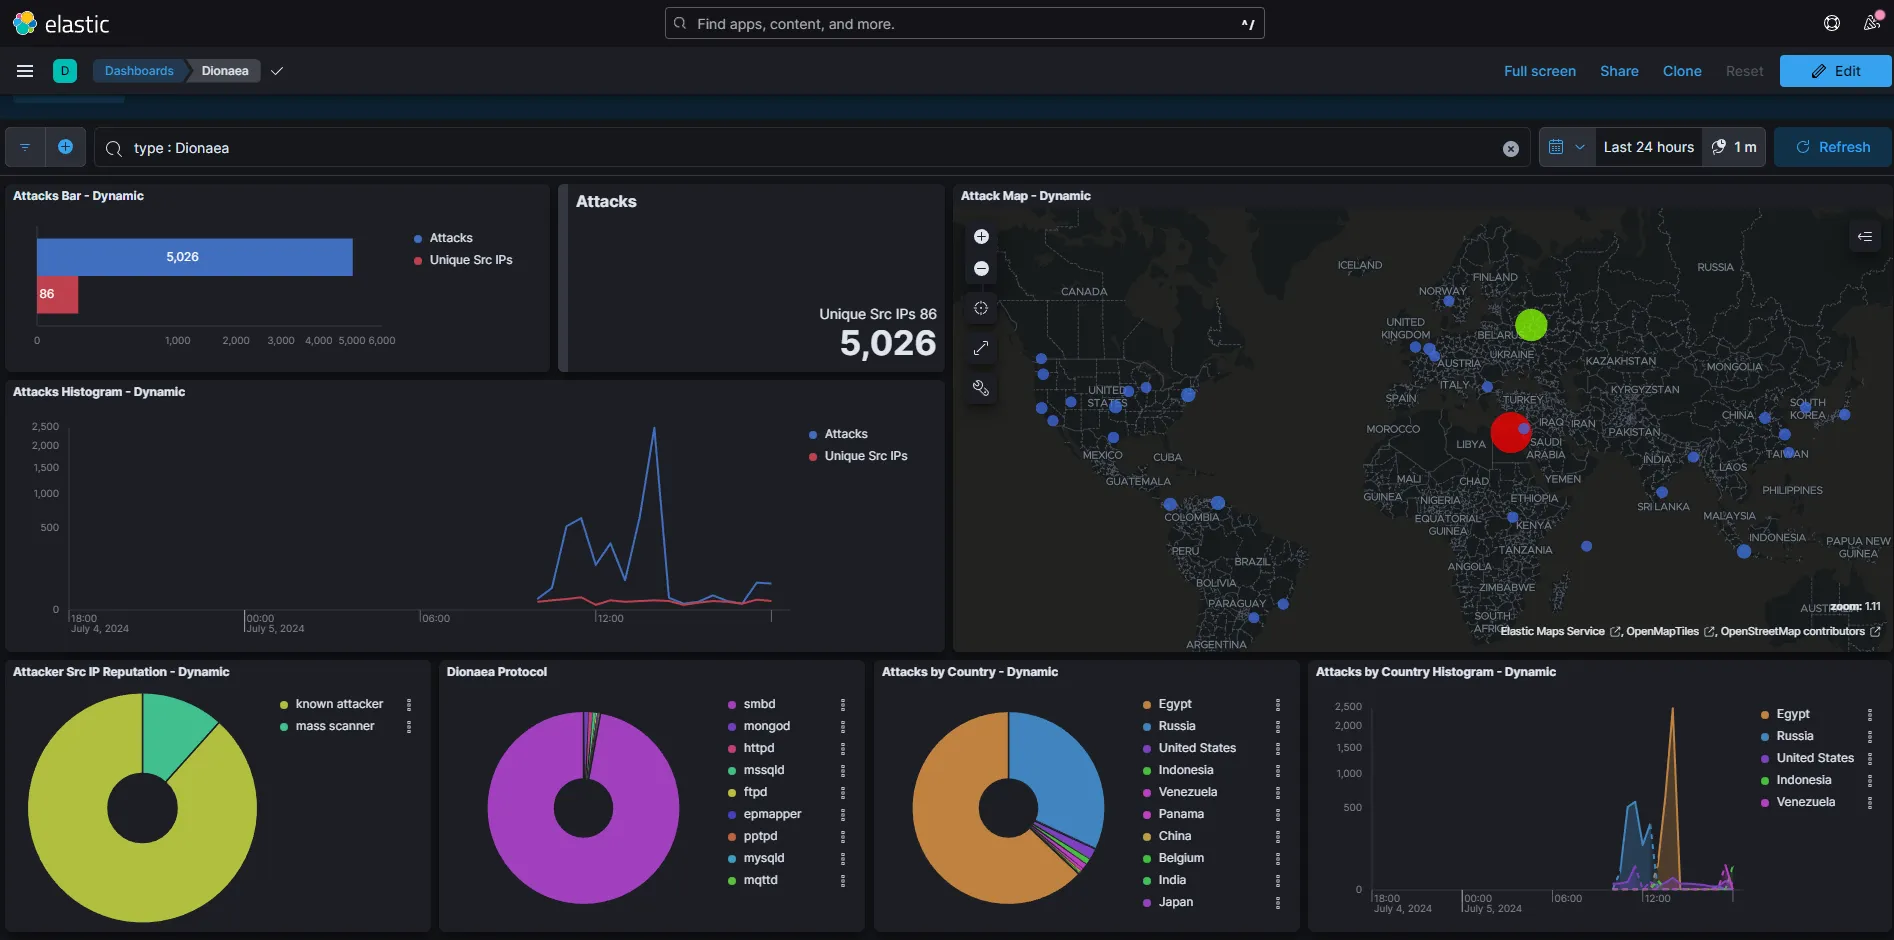 elastic
Find apps, content, and more.
^/
D
Dashboards
Dionaea
Full screen
Share
Clone
Reset
Edit
type : Dionaea
Last 24 hours
1 m
Refresh
Attacks Bar - Dynamic
5,026
86
0
1,000
2,000
3,000
4,000
5,000
6,000
Attacks
Unique Src IPs
Attacks
Unique Src IPs 86
5,026
Attack Map - Dynamic
ICELAND
RUSSIA
FINLAND
CANADA
NORWAY
UNITED
KINGDOM
BELARUS
UKRAINE
AUSTRIA
KAZAKHSTAN
MONGOLIA
ITALY
KYRGYZSTAN
UNITED
STATES
SPAIN
TURKEY
SOUTH
KOREA
CHINA
MOROCCO
IRAQ
IRAN
PAKISTAN
LIBYA
SAUDI
ARABIA
MEXICO
CUBA
INDIA
TAIWAN
LAOS
GUATEMALA
MALI
CHAD
YEMEN
PHILIPPINES
GUINEA
NIGERIA
ETHIOPIA
SRI LANKA
COLOMBIA
EQUATORIAL
GUINEA
KENYA
MALAYSIA
INDONESIA
PAPUA NEW
GUINEA
PERU
TANZANIA
BRAZIL
ANGOLA
BOLIVIA
ZIMBABWE
PARAGUAY
SOUTH
ARGENTINA
zoom: 1.11
Elastic Maps Service , OpenMapTiles , OpenStreetMap contributors
Attacks Histogram - Dynamic
2,500
2,000
1,500
1,000
500
0
18:00
July 4, 2024
00:00
July 5, 2024
06:00
12:00
Attacks
Unique Src IPs
Attacker Src IP Reputation - Dynamic
known attacker
mass scanner
Dionaea Protocol
smbd
mongod
httpd
mssqld
ftpd
epmapper
pptpd
mysqld
mqttd
Attacks by Country - Dynamic
Egypt
Russia
United States
Indonesia
Venezuela
Panama
China
Belgium
India
Japan
Attacks by Country Histogram - Dynamic
2,500
2,000
1,500
1,000
500
0
18:00
July 4, 2024
00:00
July 5, 2024
06:00
12:00
Egypt
Russia
United States
Indonesia
Venezuela